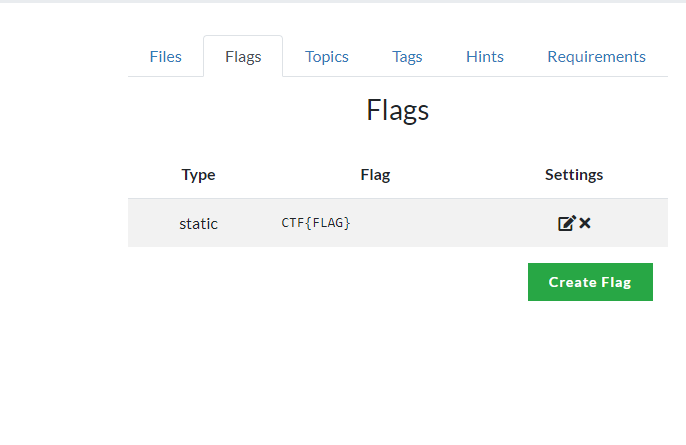 Files Flags Topics Tags Hints Requirements
Flags
Type Flag Settings
static CTF{FLAG}
Create Flag